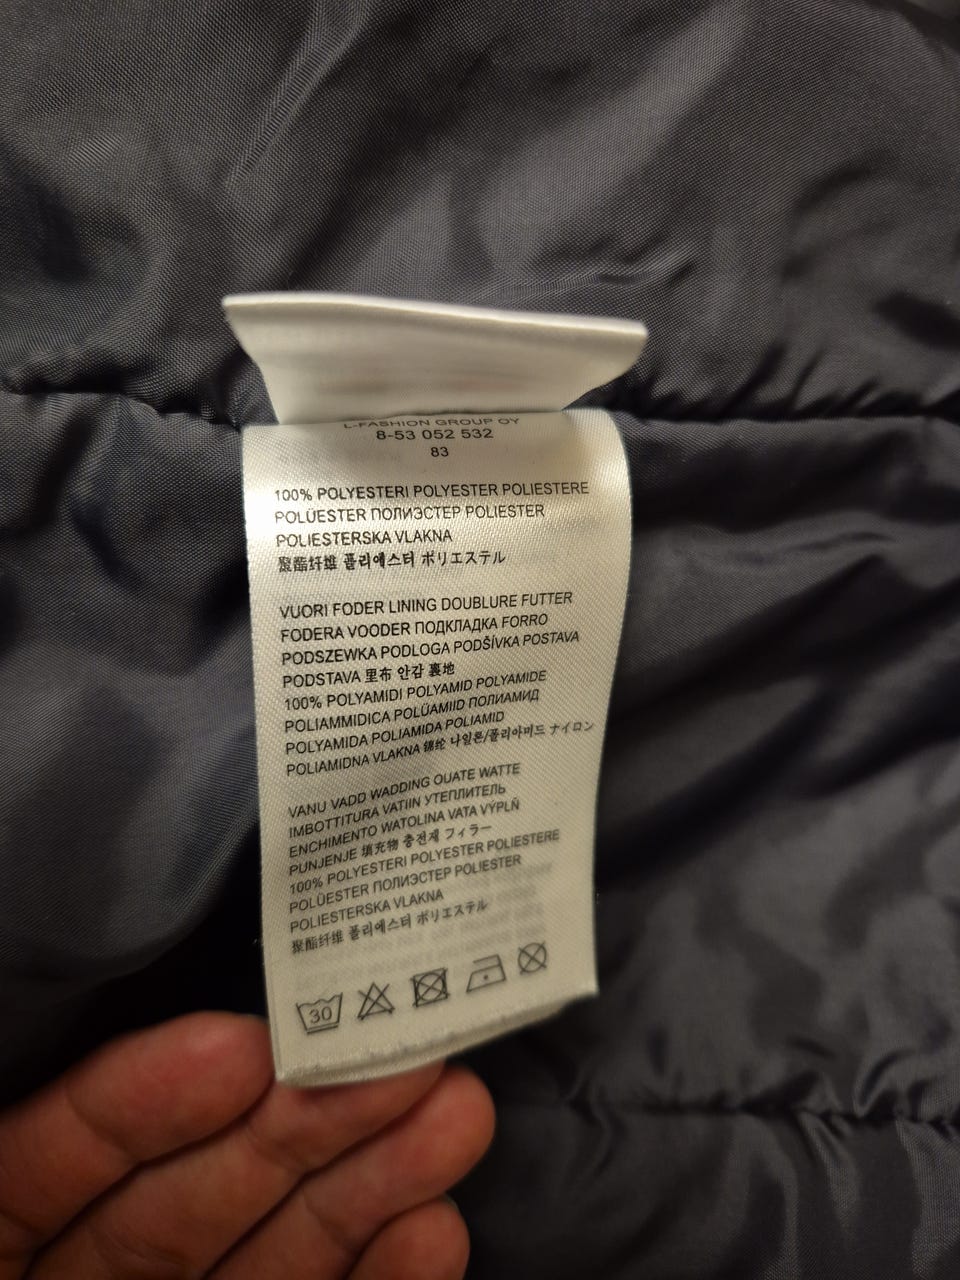 L-FASHION GROUP OY
8-53 052 532
83
100% POLYESTERI POLYESTER POLIESTERE
POLÜESTER ПОЛИЭСТЕР POLIESTER
POLIESTERSKA VLAKNA
聚酯纤维 폴리에스터 ポリエステル
VUORI FODER LINING DOUBLURE FUTTER
FODERA VOODER ПОДКЛАДКА FORRO
PODSZEWKA PODLOGA PODŠÍVKA POSTAVA
PODSTAVA 里布 안감 裏地
100% POLYAMIDI POLYAMID POLYAMIDE
POLIAMMIDICA POLÜAMIID ПОЛИАМИД
POLYAMIDA POLIAMIDA POLIAMID
POLIAMIDNA VLAKNA 锦纶 나일론/폴리아미드 ナイロン
VANU VADD WADDING OUATE WATTE
IMBOTTITURA VATIIN УТЕПЛИТЕЛЬ
ENCHIMENTO WATOLINA VATA VÝPLŇ
PUNJENJE 填充物 충전재 フィラー
100% POLYESTERI POLYESTER POLIESTERE
POLÜESTER ПОЛИЭСТЕР POLIESTER
POLIESTERSKA VLAKNA
聚酯纤维 폴리에스터 ポリエステル
30